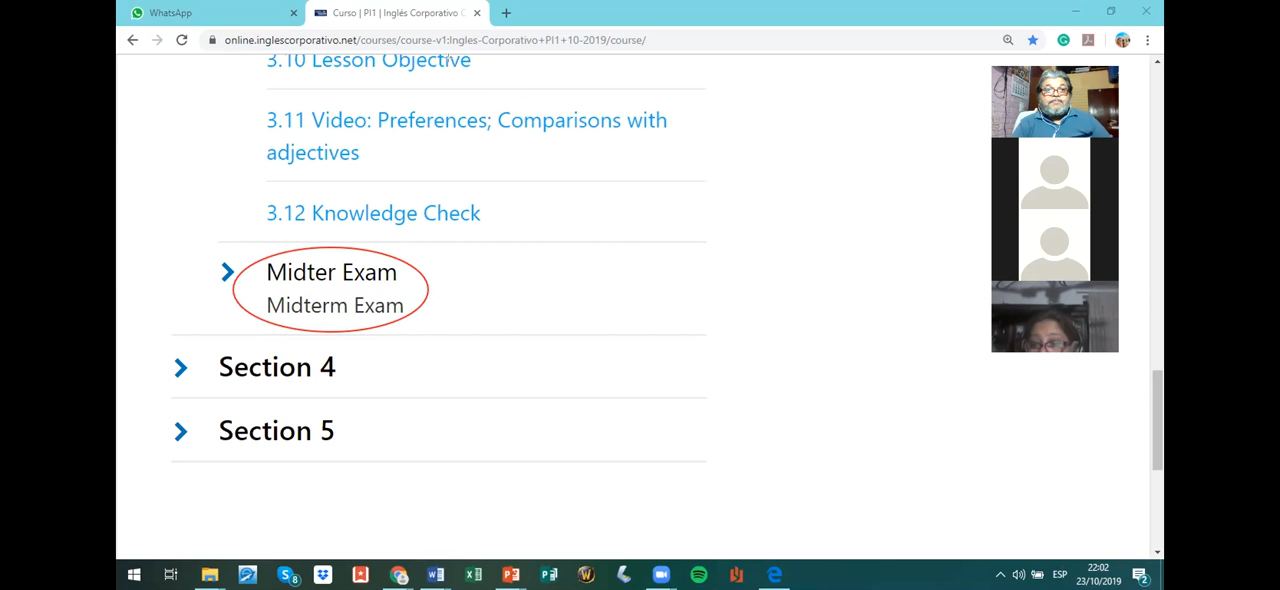 WhatsApp
Curso | PI1 | Inglés Corporativo C
online.inglescorporativo.net/courses/course-v1:Ingles-Corporativo+PI1+10-2019/course/
3.10 Lesson Objective
3.11 Video: Preferences; Comparisons with
adjectives
3.12 Knowledge Check
Midter Exam
Midterm Exam
Section 4
Section 5
8
ESP
22:02
23/10/2019
2